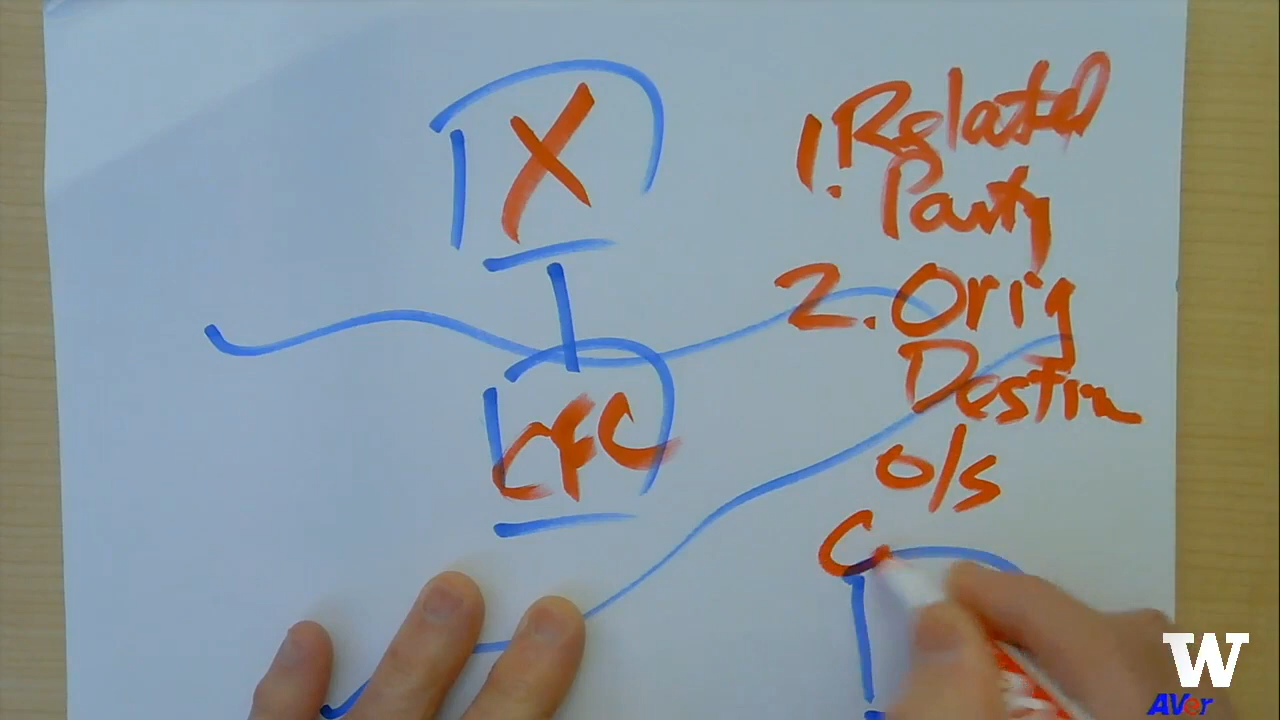 X
CFC
1. Related
Party
2. Orig
Destin
o/s
C
W
AVer